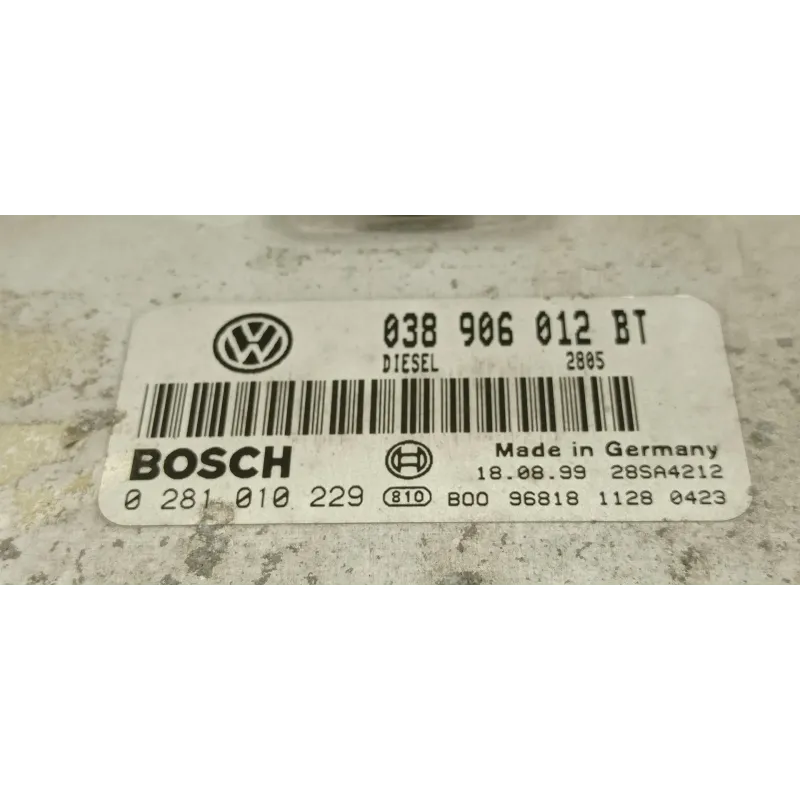 038 906 012 BT
DIESEL 2805
BOSCH Made in Germany
18.08.99 28SA4212
0 281 010 229 810 B00 96818 1128 0423